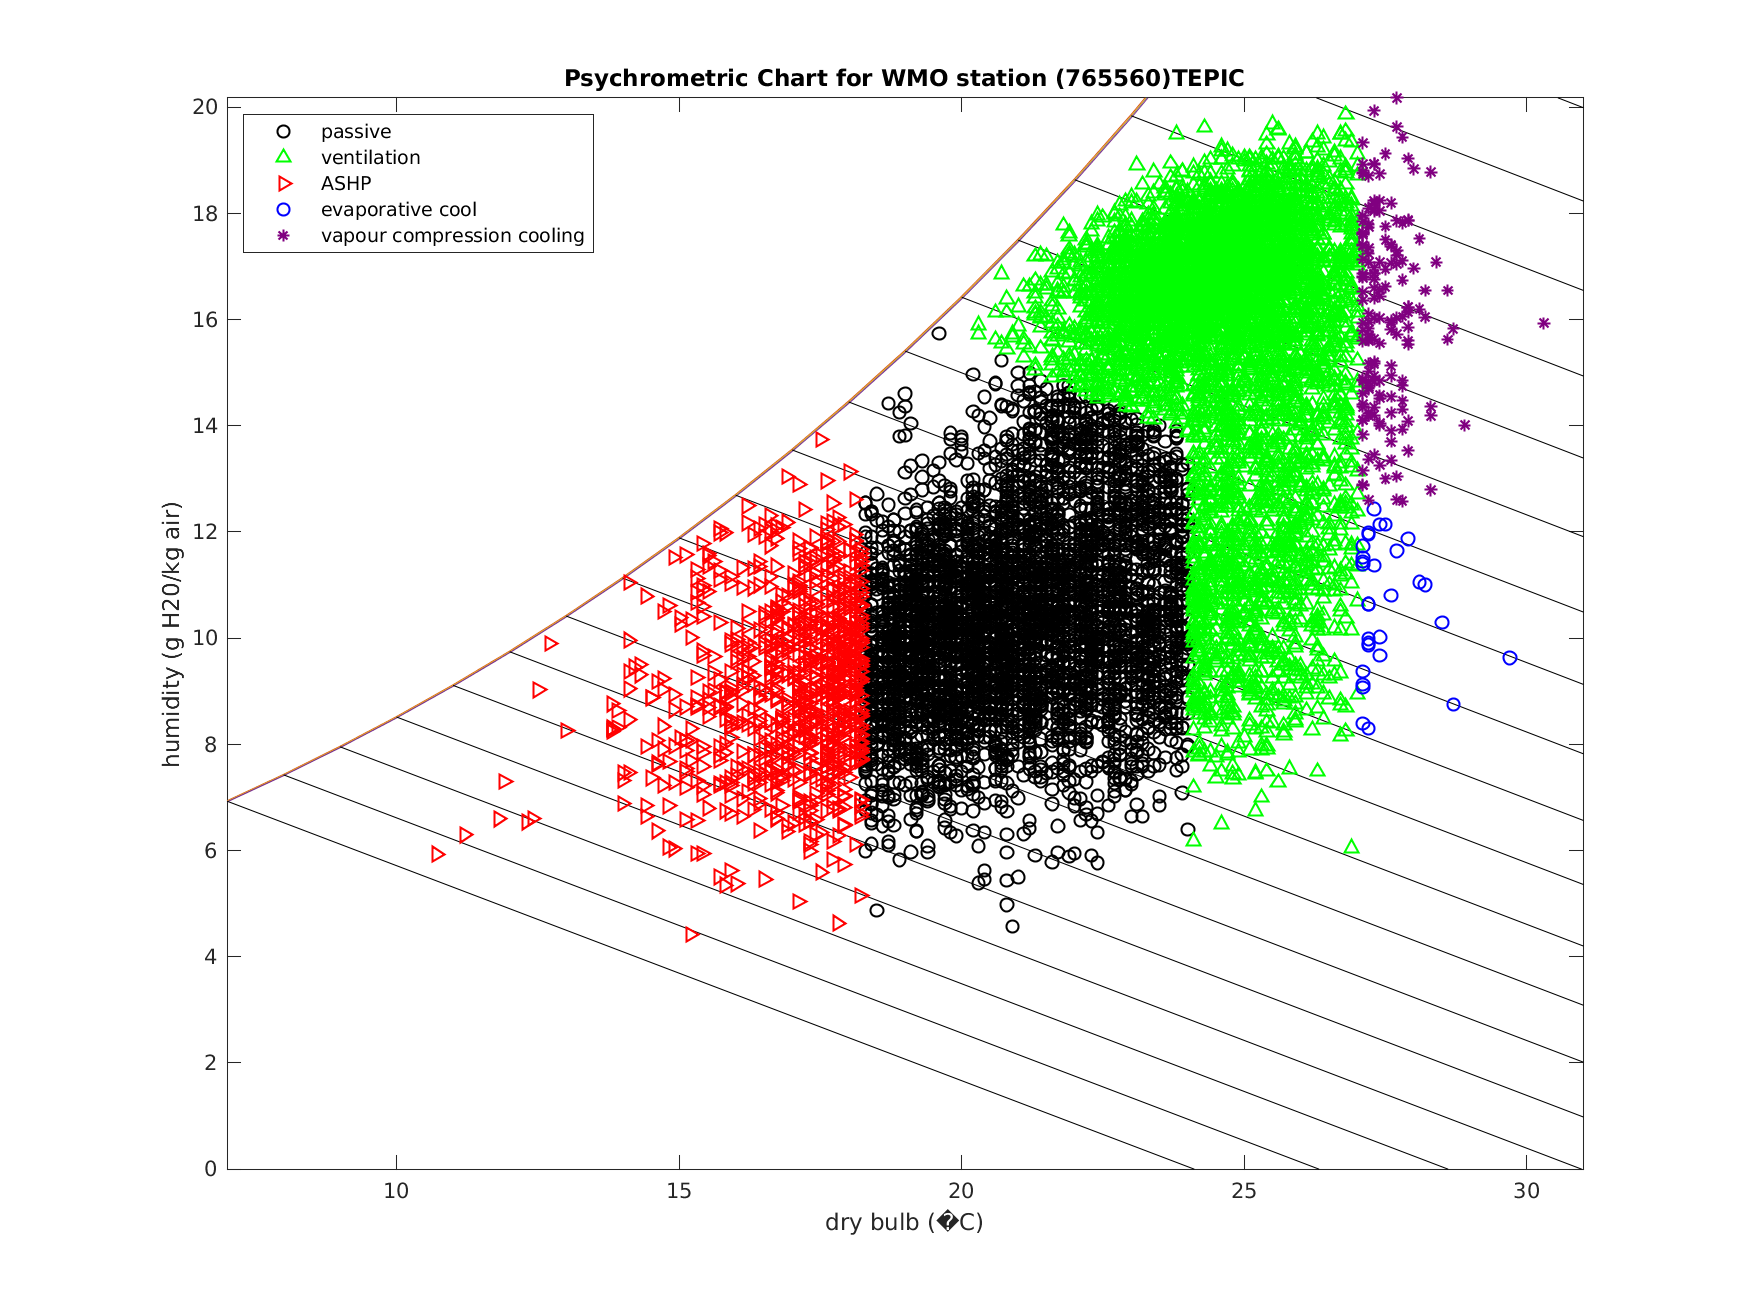 Psychrometric Chart for WMO station (765560)TEPIC
passive
ventilation
ASHP
evaporative cool
vapour compression cooling
humidity (g H20/kg air)
20
18
16
14
12
10
8
6
4
2
0
10
15
20
25
30
dry bulb (�C)